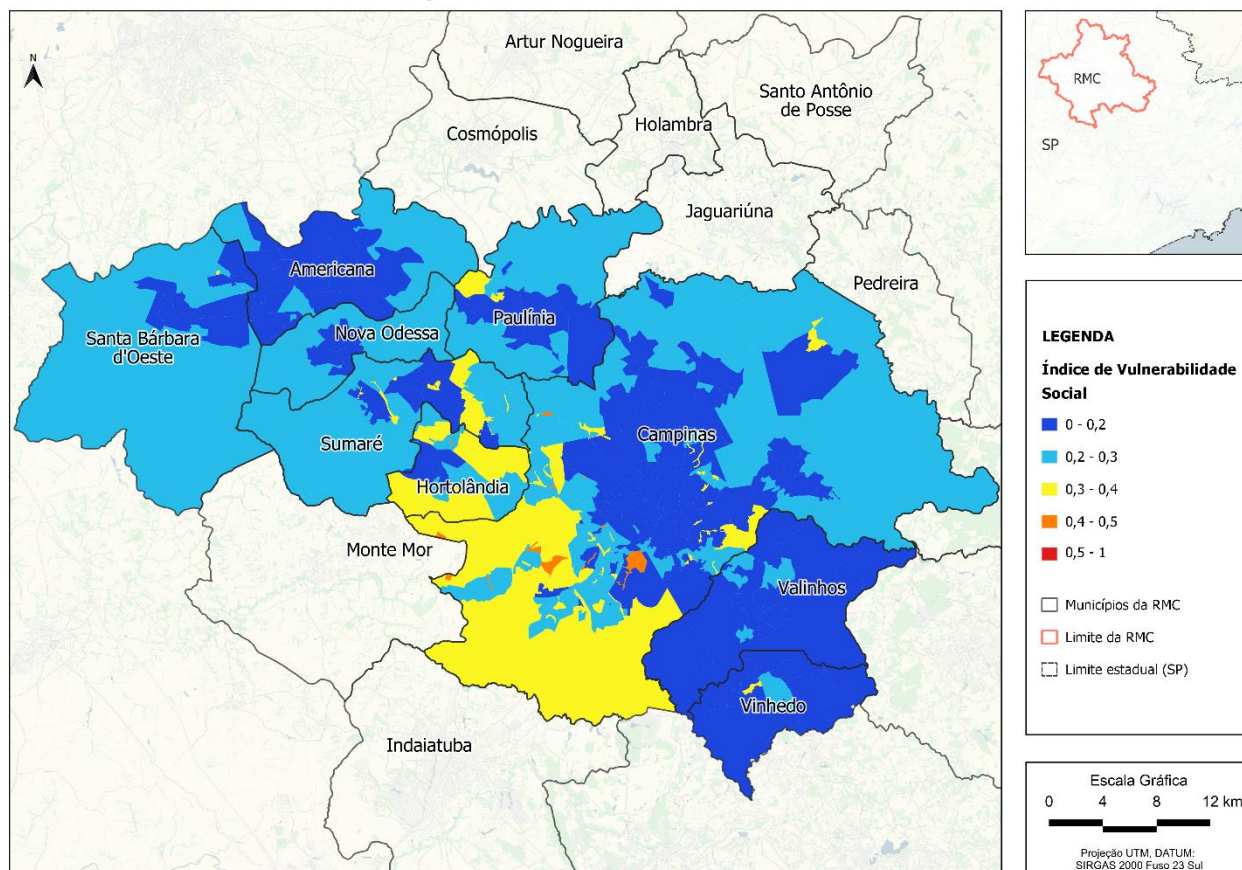 N
Artur Nogueira
Santo Antônio
de Posse
Holambra
Cosmópolis
Jaguariúna
Pedreira
Americana
Nova Odessa
Paulínia
Santa Bárbara
d'Oeste
Sumaré
Campinas
Hortolândia
Monte Mor
Valinhos
Vinhedo
Indaiatuba
RMC
SP
LEGENDA
Índice de Vulnerabilidade
Social
0 - 0,2
0,2 - 0,3
0,3 - 0,4
0,4 - 0,5
0,5 - 1
Municípios da RMC
Limite da RMC
Limite estadual (SP)
Escala Gráfica
0 4 8 12 km
Projeção UTM, DATUM:
SIRGAS 2000 Fuso 23 Sul